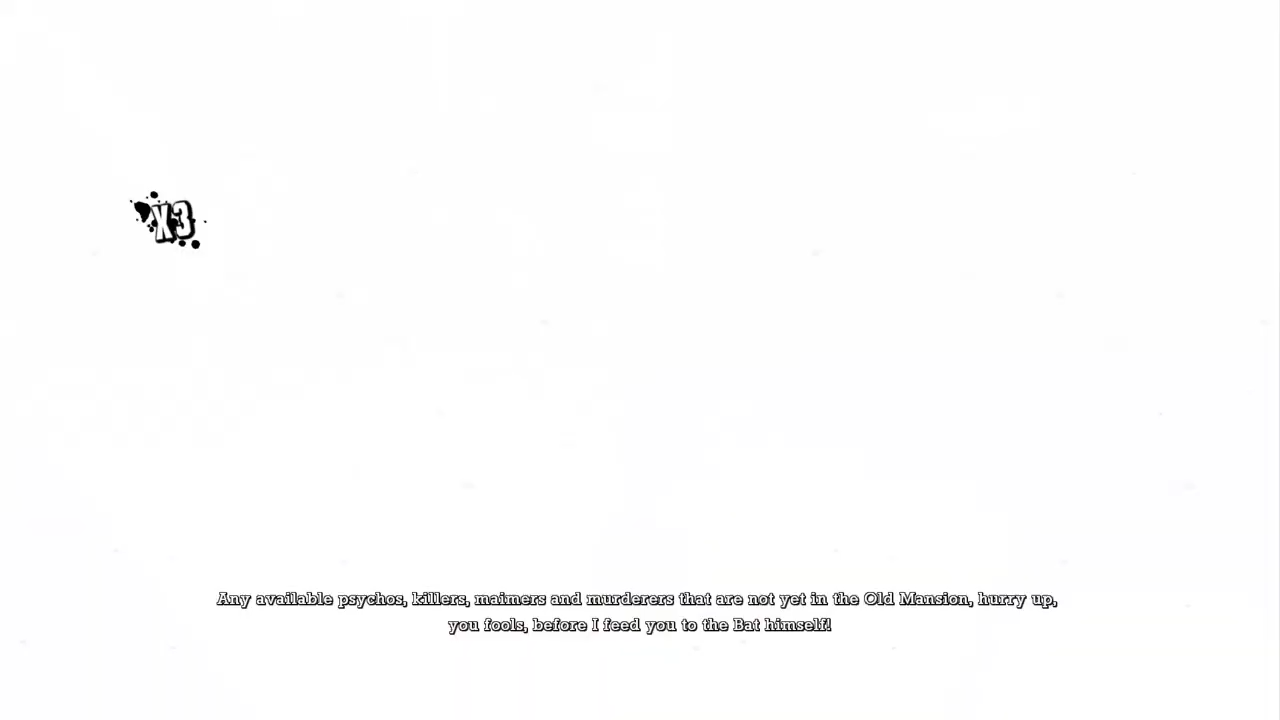 X3
Any available psychos, killers, maimers and murderers that are not yet in the Old Mansion, hurry up,
you fools, before I feed you to the Bat himself!